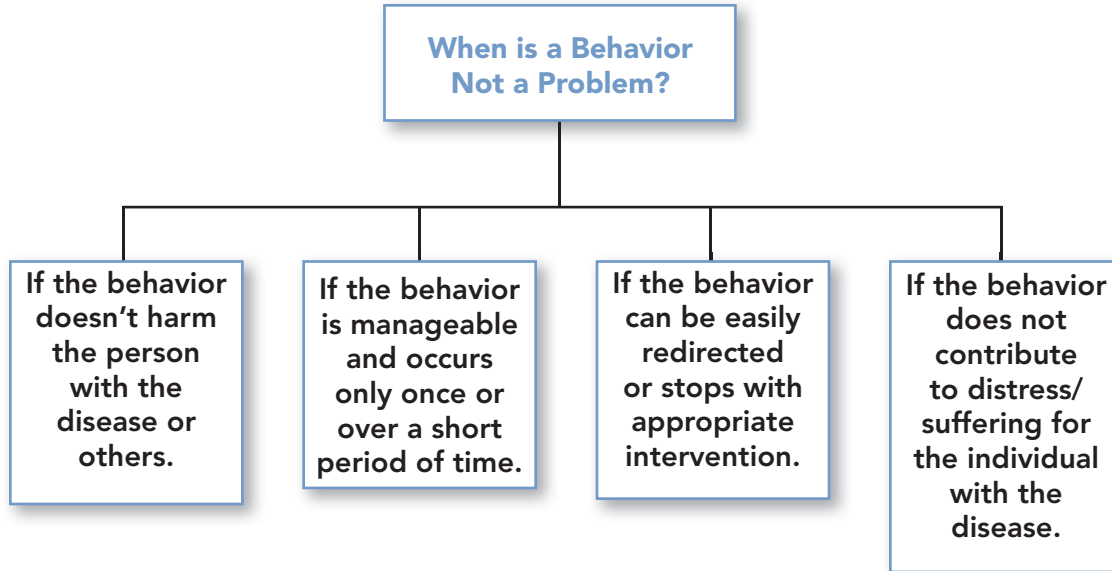 When is a Behavior
Not a Problem?
If the behavior
doesn't harm
the person
with the
disease or
others.
If the behavior
is manageable
and occurs
only once or
over a short
period of time.
If the behavior
can be easily
redirected
or stops with
appropriate
intervention.
If the behavior
does not
contribute
to distress/
suffering for
the individual
with the
disease.